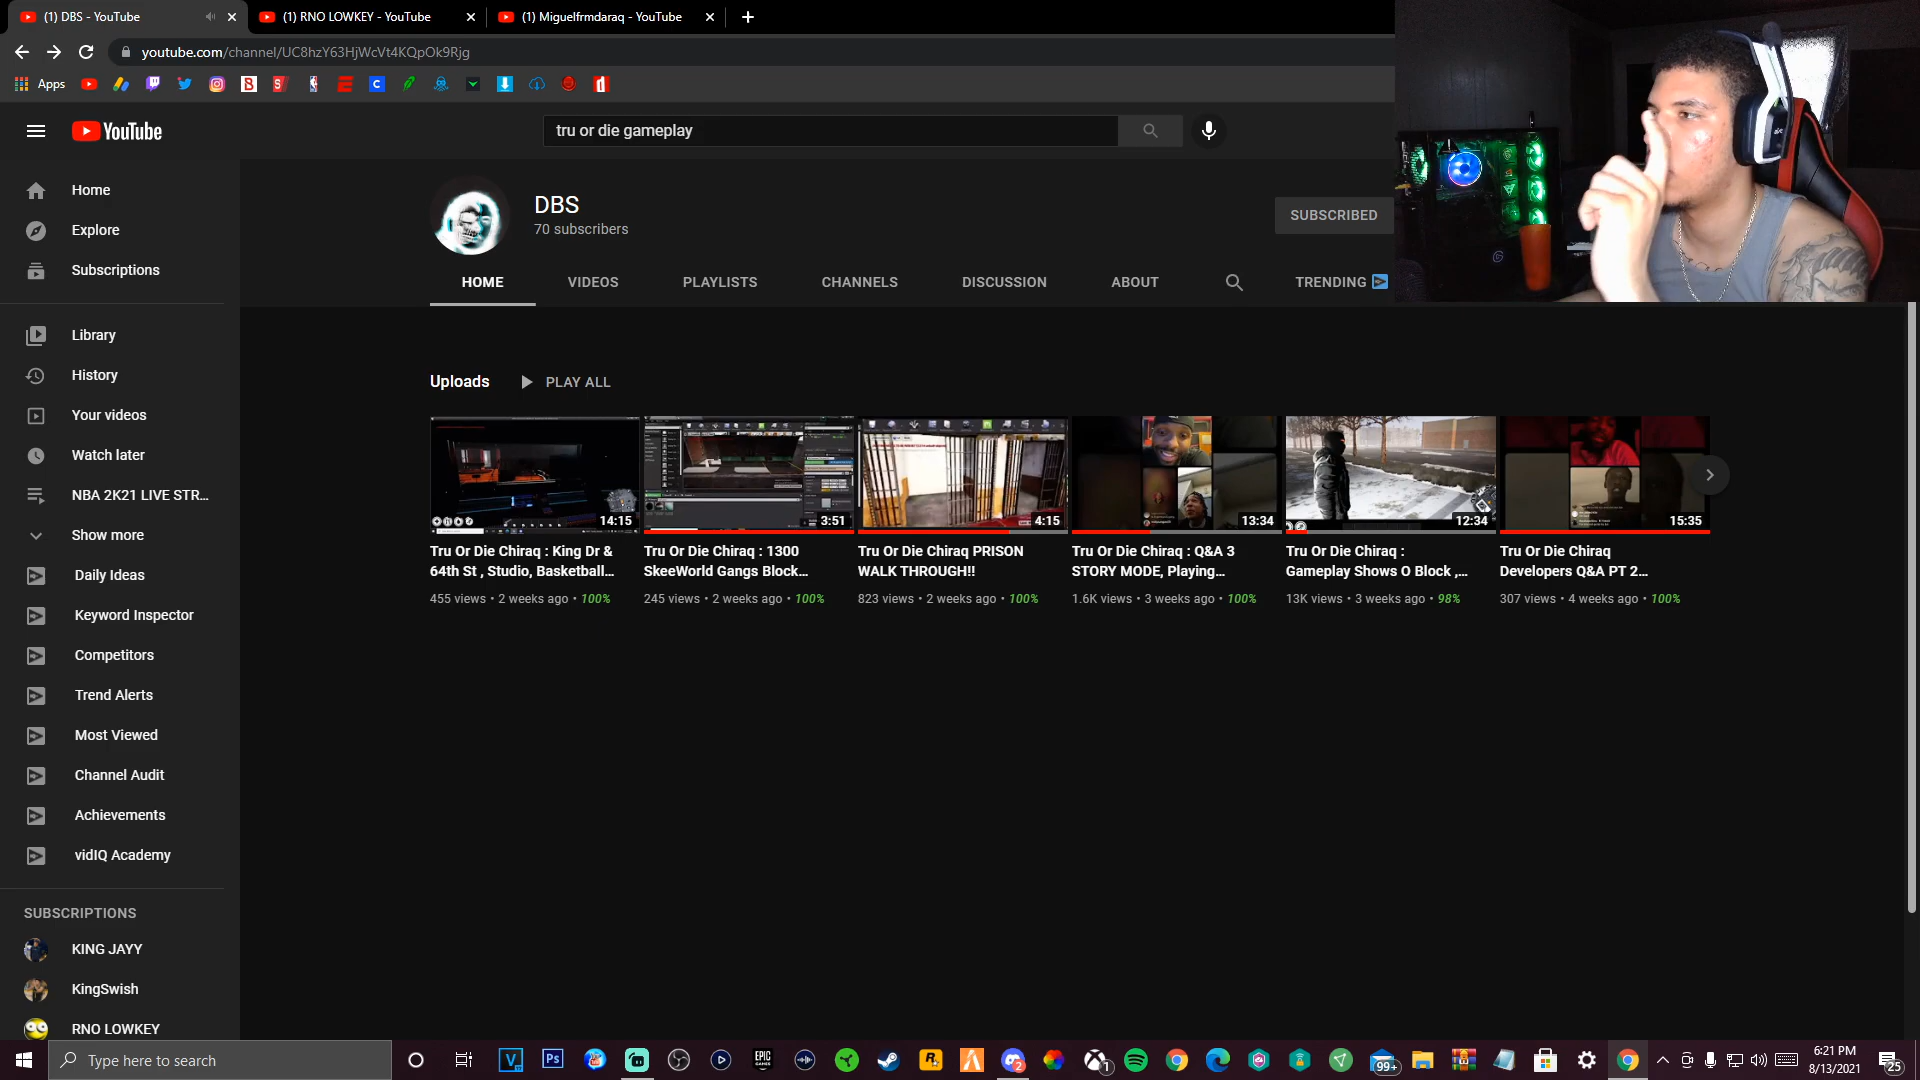 (1) DBS - YouTube
(1) RNO LOWKEY - YouTube
(1) Miguelfrmdaraq - YouTube
youtube.com/channel/UC8hzY63HjWcVt4KQpOk9Rjg
Apps
YouTube
tru or die gameplay
Home
Explore
Subscriptions
Library
History
Your videos
Watch later
NBA 2K21 LIVE STR...
Show more
Daily Ideas
Keyword Inspector
Competitors
Trend Alerts
Most Viewed
Channel Audit
Achievements
vidIQ Academy
SUBSCRIPTIONS
KING JAYY
KingSwish
RNO LOWKEY
DBS
70 subscribers
SUBSCRIBED
HOME VIDEOS PLAYLISTS CHANNELS DISCUSSION ABOUT TRENDING
Uploads PLAY ALL
14:15
3:51
4:15
13:34
12:34
15:35
Tru Or Die Chiraq : King Dr &
64th St , Studio, Basketball...
455 views • 2 weeks ago • 100%
Tru Or Die Chiraq : 1300
SkeeWorld Gangs Block...
245 views • 2 weeks ago • 100%
Tru Or Die Chiraq PRISON
WALK THROUGH!!
823 views • 2 weeks ago • 100%
Tru Or Die Chiraq : Q&A 3
STORY MODE, Playing...
1.6K views • 3 weeks ago • 100%
Tru Or Die Chiraq :
Gameplay Shows O Block ,...
13K views • 3 weeks ago • 98%
Tru Or Die Chiraq
Developers Q&A PT 2...
307 views • 4 weeks ago • 100%
Type here to search
V
Ps
EPIC
GAMES
R
2
1
99+
6:21 PM
8/13/2021
25